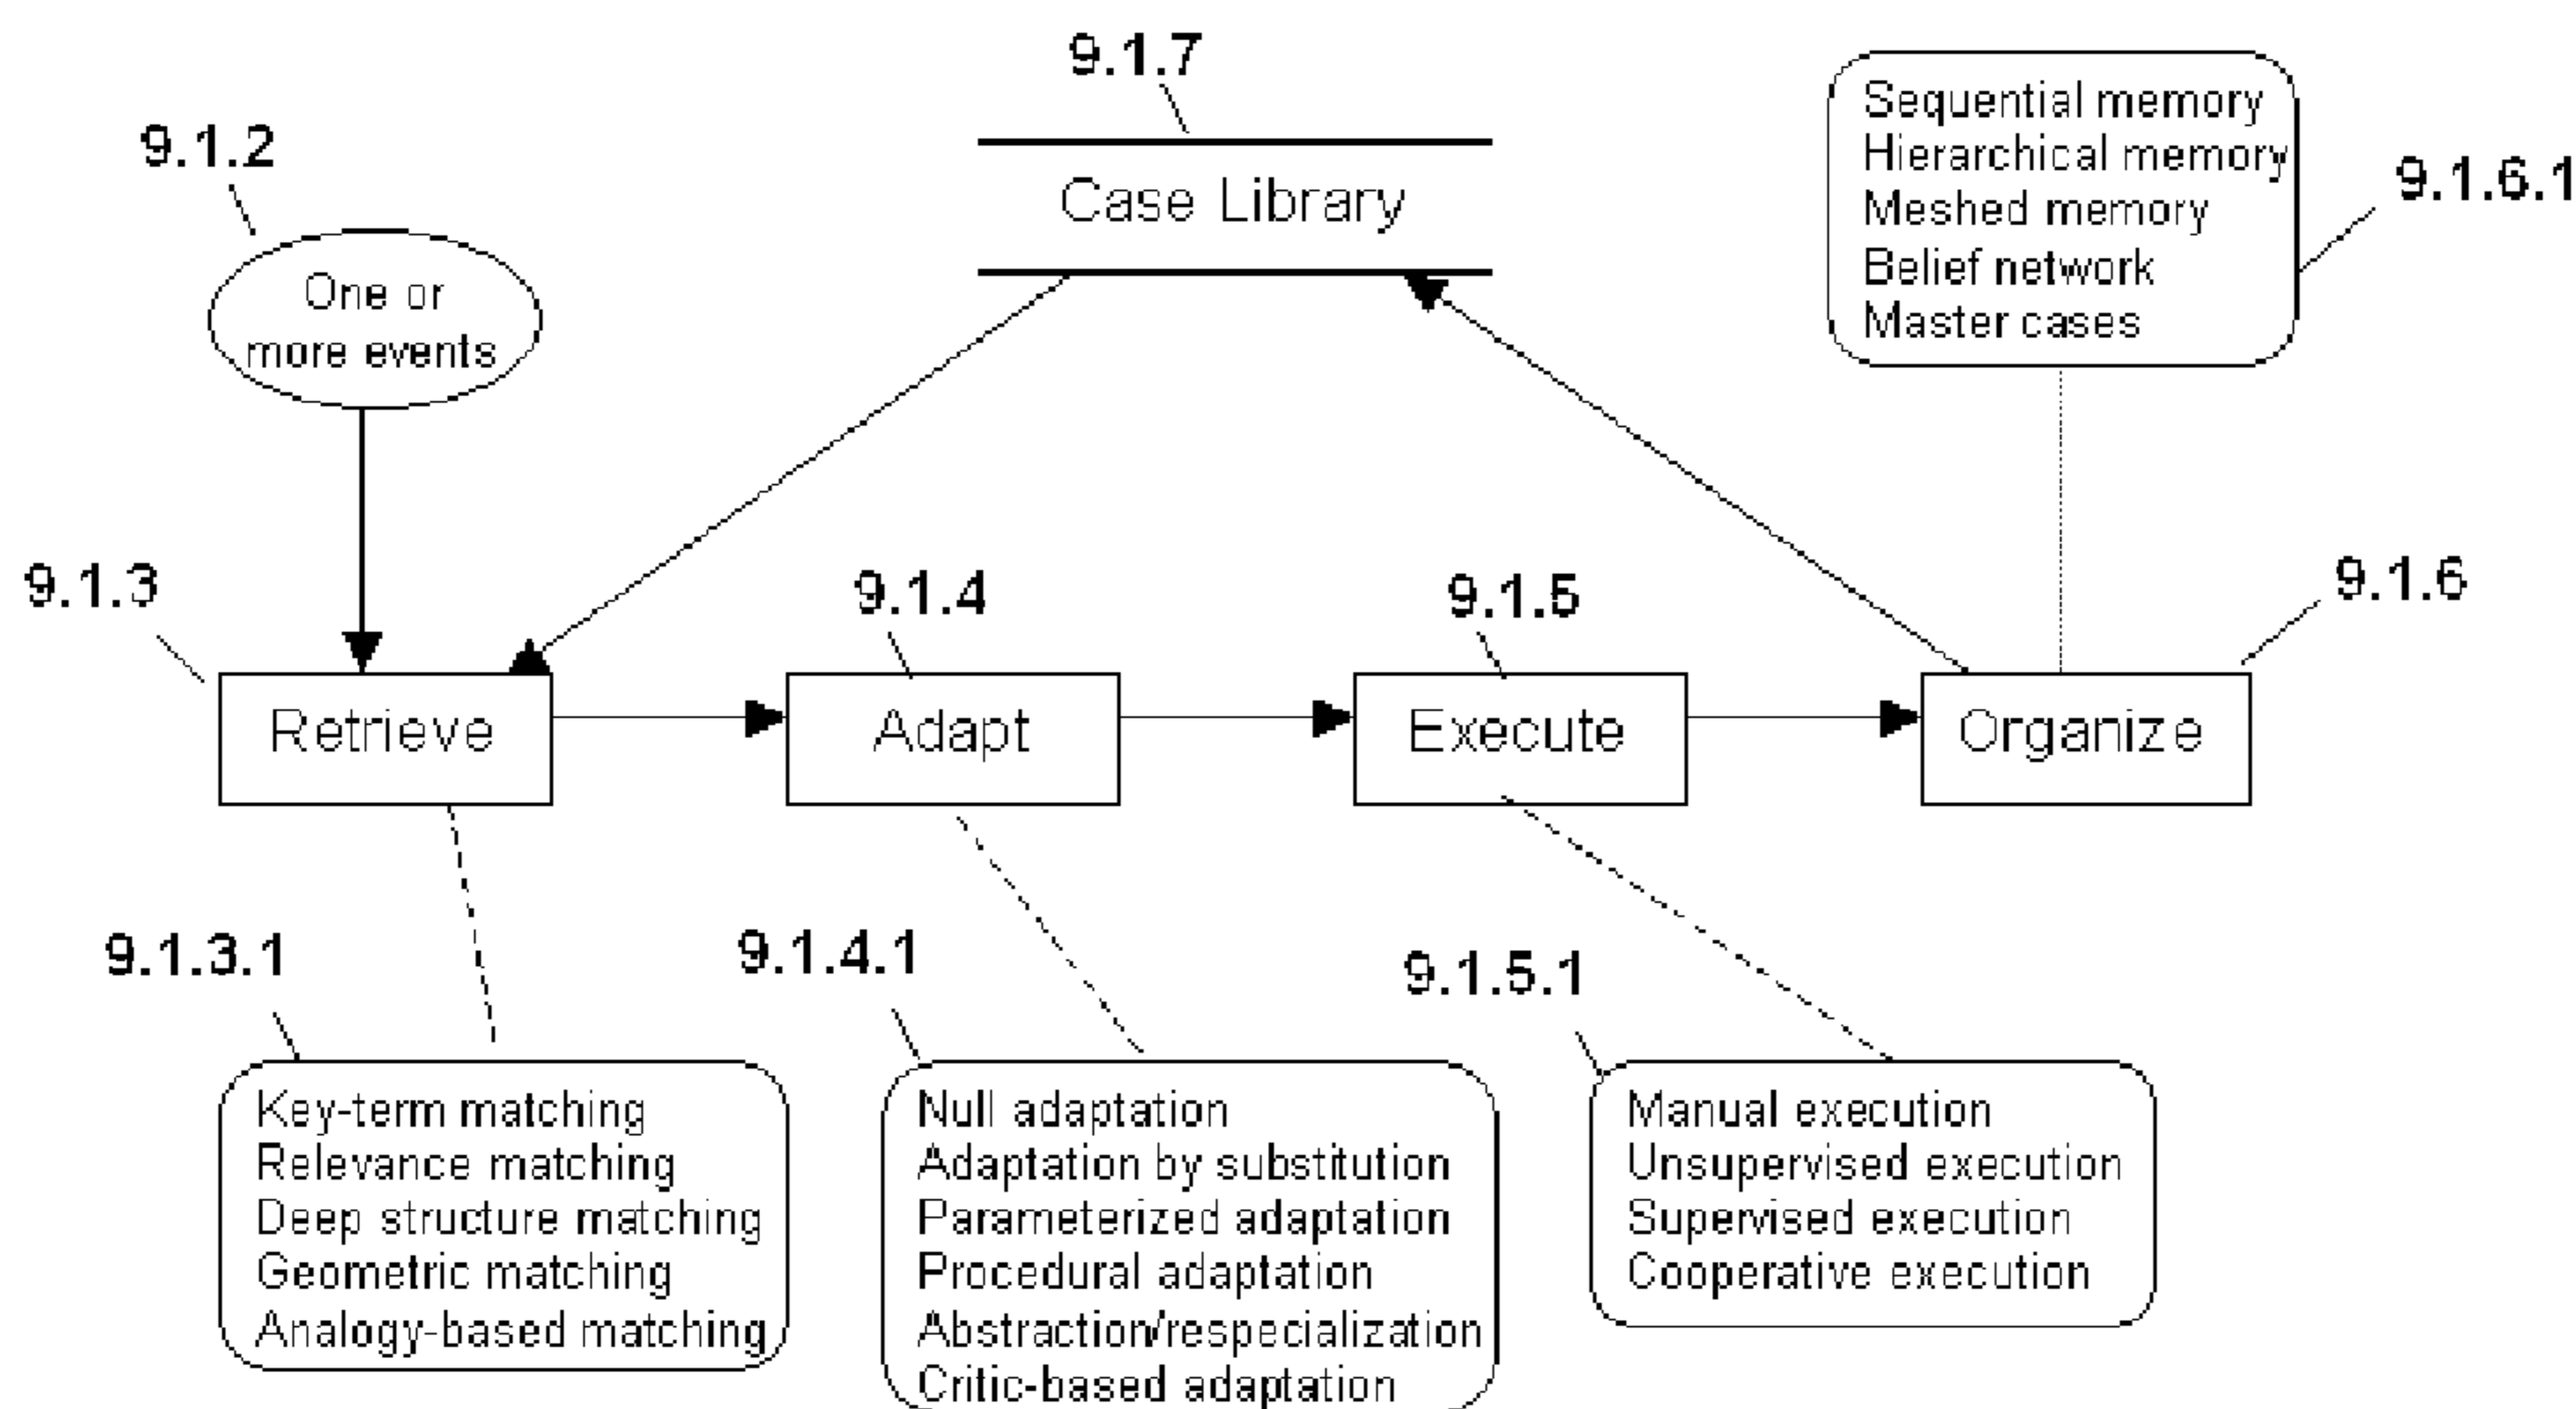 9.1.7
9.1.2
Case Library
One or
more events
Sequential memory
Hierarchical memory
Meshed memory
Belief network
Master cases
9.1.6.1
9.1.3
9.1.4
9.1.5
9.1.6
Retrieve
Adapt
Execute
Organize
9.1.3.1
9.1.4.1
9.1.5.1
Key-term matching
Relevance matching
Deep structure matching
Geometric matching
Analogy-based matching
Null adaptation
Adaptation by substitution
Parameterized adaptation
Procedural adaptation
Abstraction/respecialization
Critic-based adaptation
Manual execution
Unsupervised execution
Supervised execution
Cooperative execution